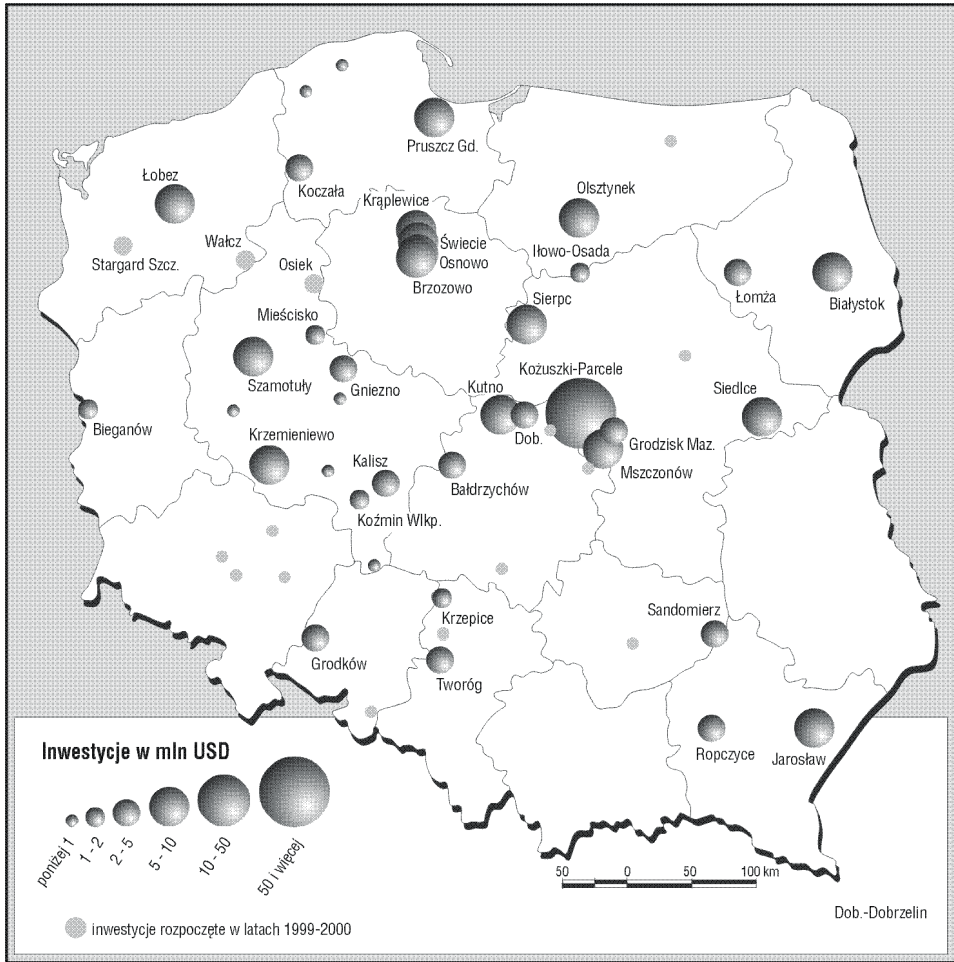 Pruszcz Gd.
Koczała
Łobez
Krąplewice
Olsztynek
Świecie
Osnowo
Brzozowo
Wałcz
Stargard Szcz.
Osiek
Iłowo-Osada
Łomża
Białystok
Sierpc
Mieścisko
Szamotuły
Gniezno
Kutno
Kożuszki-Parcele
Siedlce
Bieganów
Dob.
Krzemieniewo
Grodzisk Maz.
Mszczonów
Kalisz
Bałdrzychów
Koźmin Wlkp.
Krzepice
Sandomierz
Grodków
Tworóg
Ropczyce
Jarosław
Inwestycje w mln USD
poniżej 1
1 - 2
2 - 5
5 - 10
10 - 50
50 i więcej
50 0 50 100 km
inwestycje rozpoczęte w latach 1999-2000
Dob.-Dobrzelin